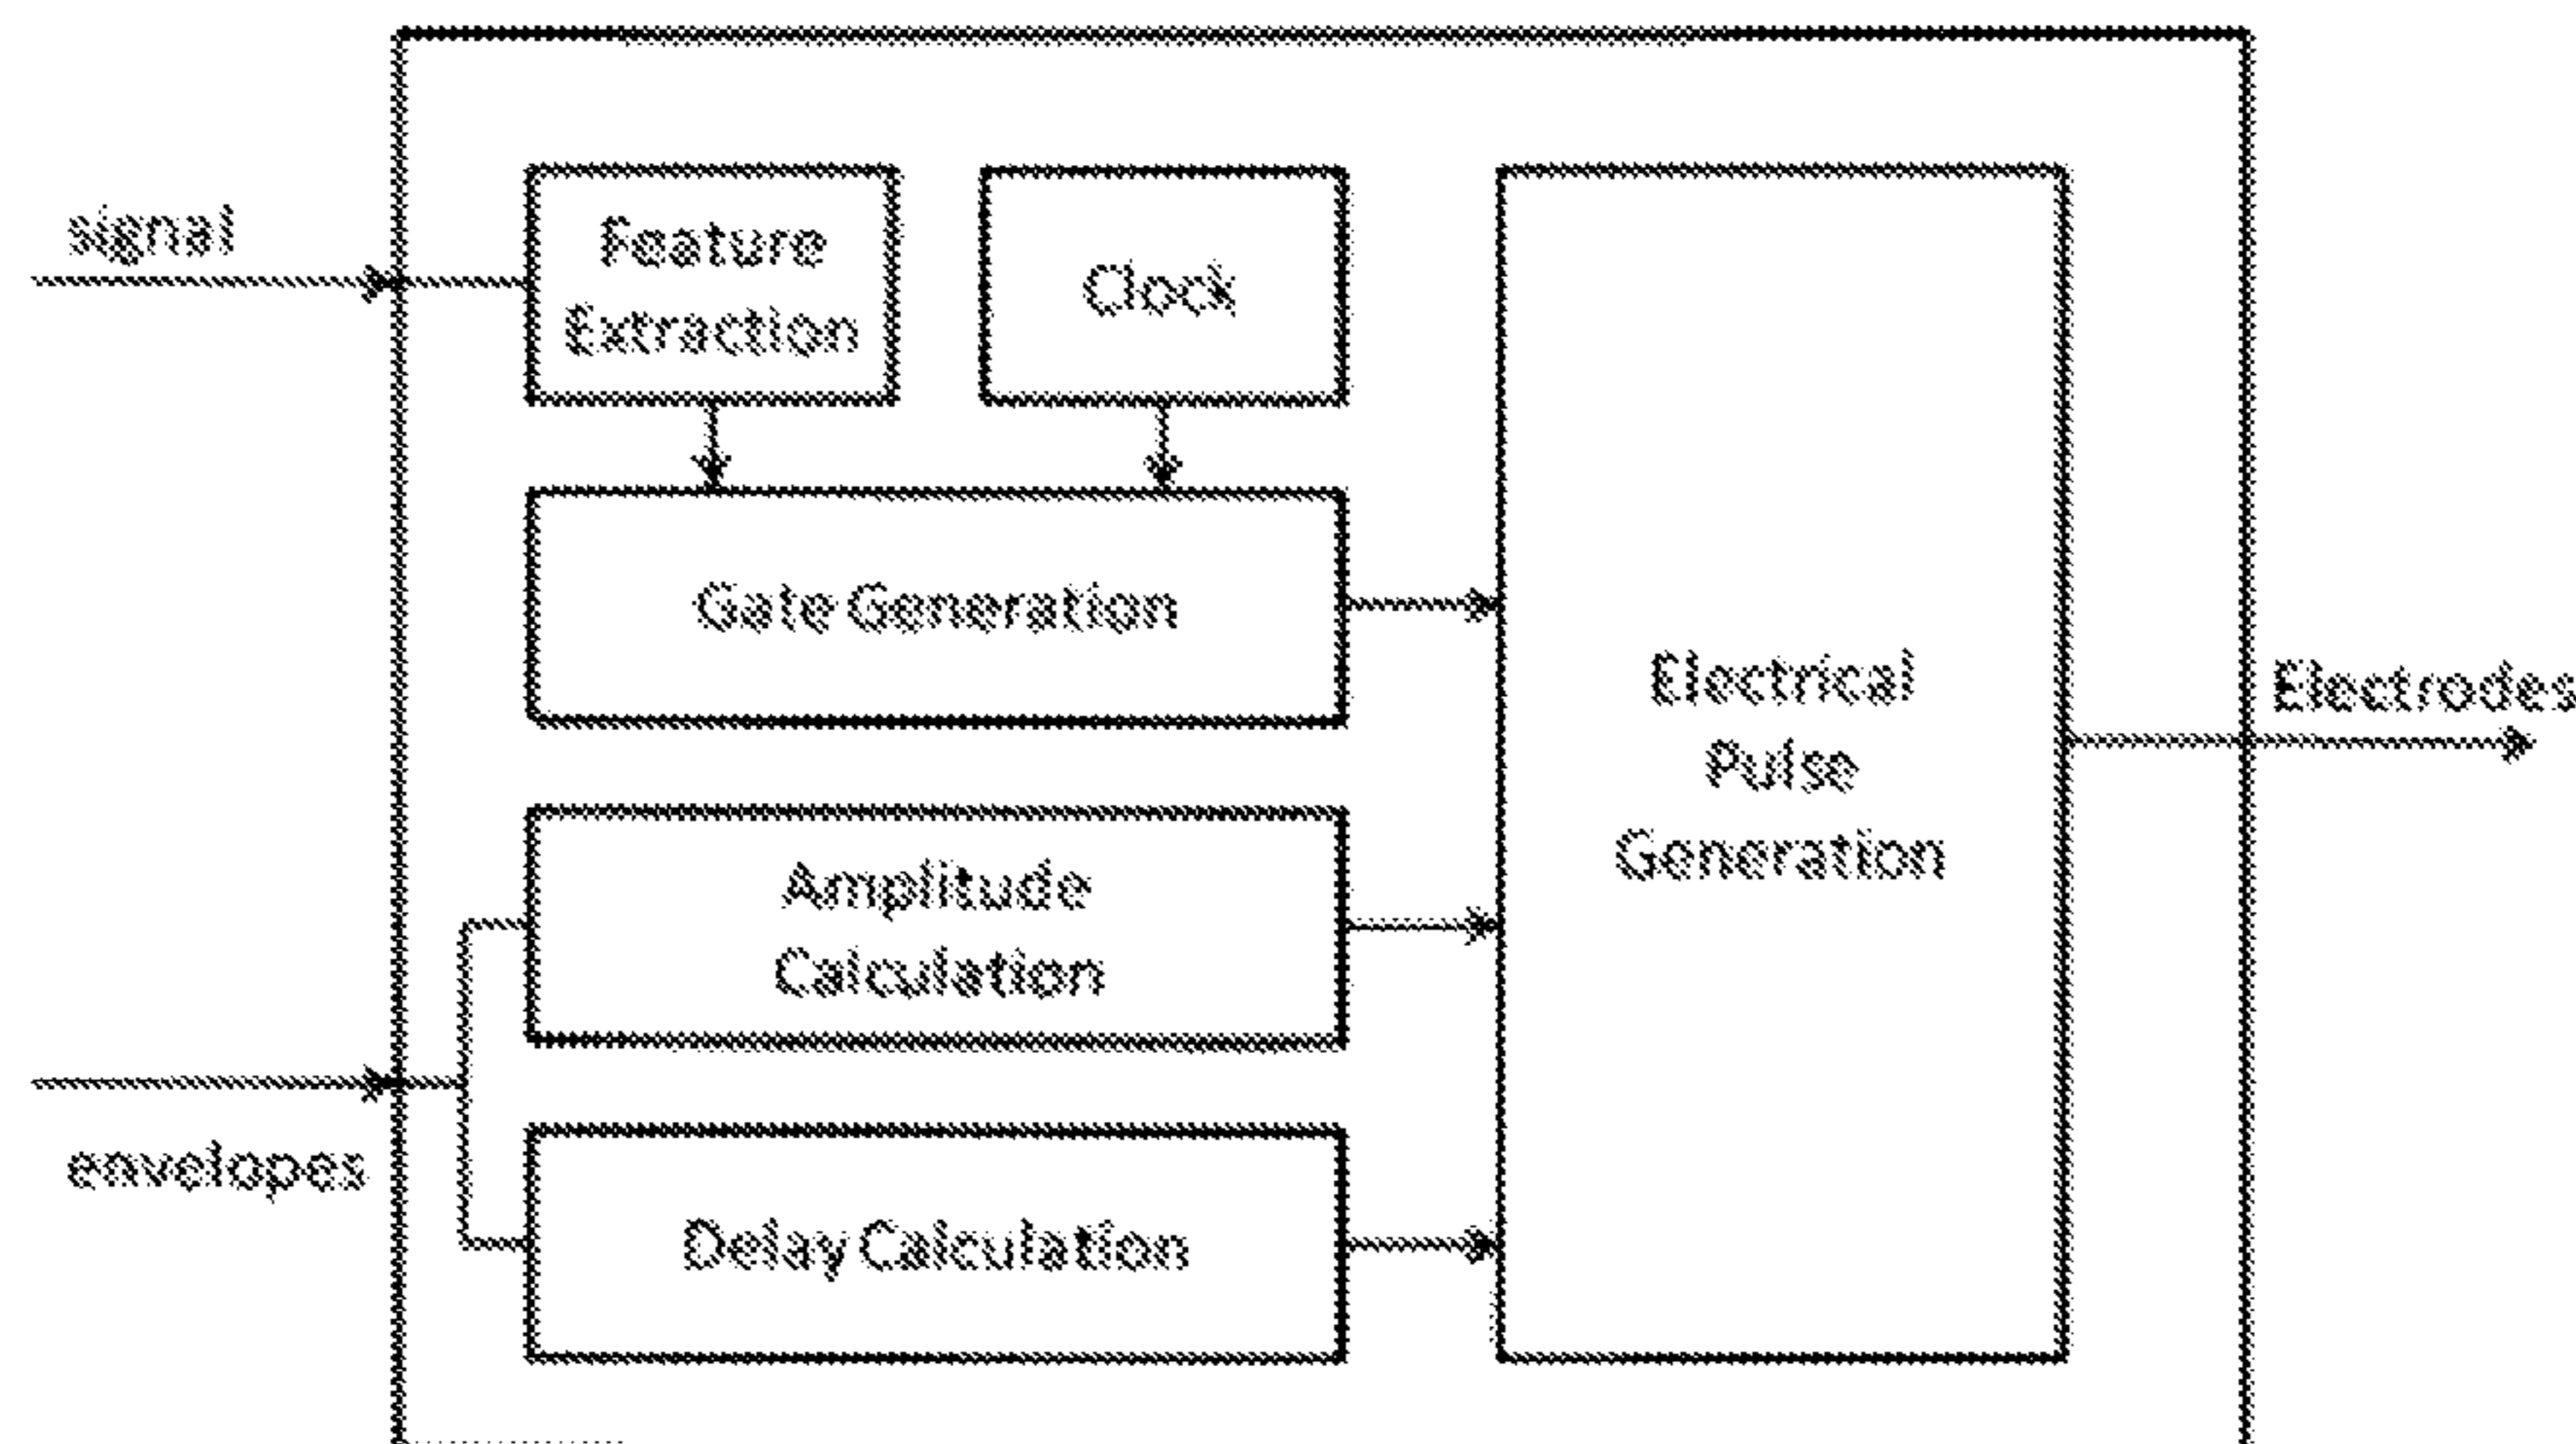 signal
Feature
Extraction
Clock
Gate Generation
Electrical
Pulse
Generation
Electrodes
Amplitude
Calculation
envelopes
Delay Calculation